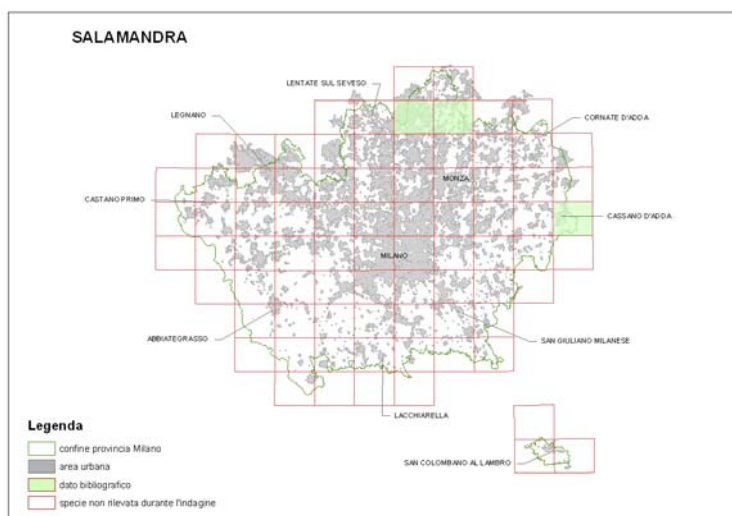 SALAMANDRA
LENTATE SUL SEVESO
LEGNANO
CORNATE D'ADDA
MONZA
CASTANO PRIMO
CASSANO D'ADDA
MILANO
ABBIATEGRASSO
SAN GIULIANO MILANESE
LACCHIARELLA
SAN COLOMBANO AL LAMBRO
Legenda
confine provincia Milano
area urbana
dato bibliografico
specie non rilevata durante l'indagine